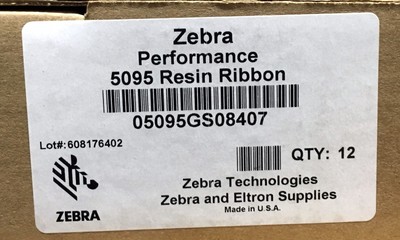 Zebra
Performance
5095 Resin Ribbon
05095GS08407
Lot#: 608176402
QTY: 12
ZEBRA
Zebra Technologies
Zebra and Eltron Supplies
Made in U.S.A.